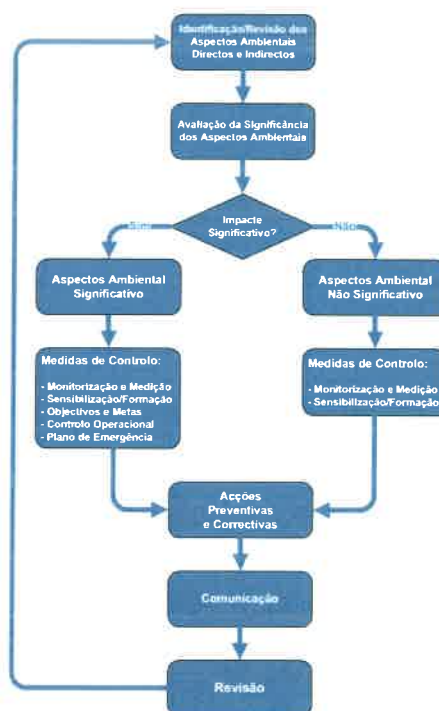 Identificação/Revisão dos
Aspectos Ambientais
Directos e Indirectos
Avaliação da Significância
dos Aspectos Ambientais
Impacte
Significativo?
Sim
Não
Aspectos Ambiental
Significativo
Aspectos Ambiental
Não Significativo
Medidas de Controlo:
- Monitorização e Medição
- Sensibilização/Formação
- Objectivos e Metas
- Controlo Operacional
- Plano de Emergência
Medidas de Controlo:
- Monitorização e Medição
- Sensibilização/Formação
Acções
Preventivas
e Correctivas
Comunicação
Revisão